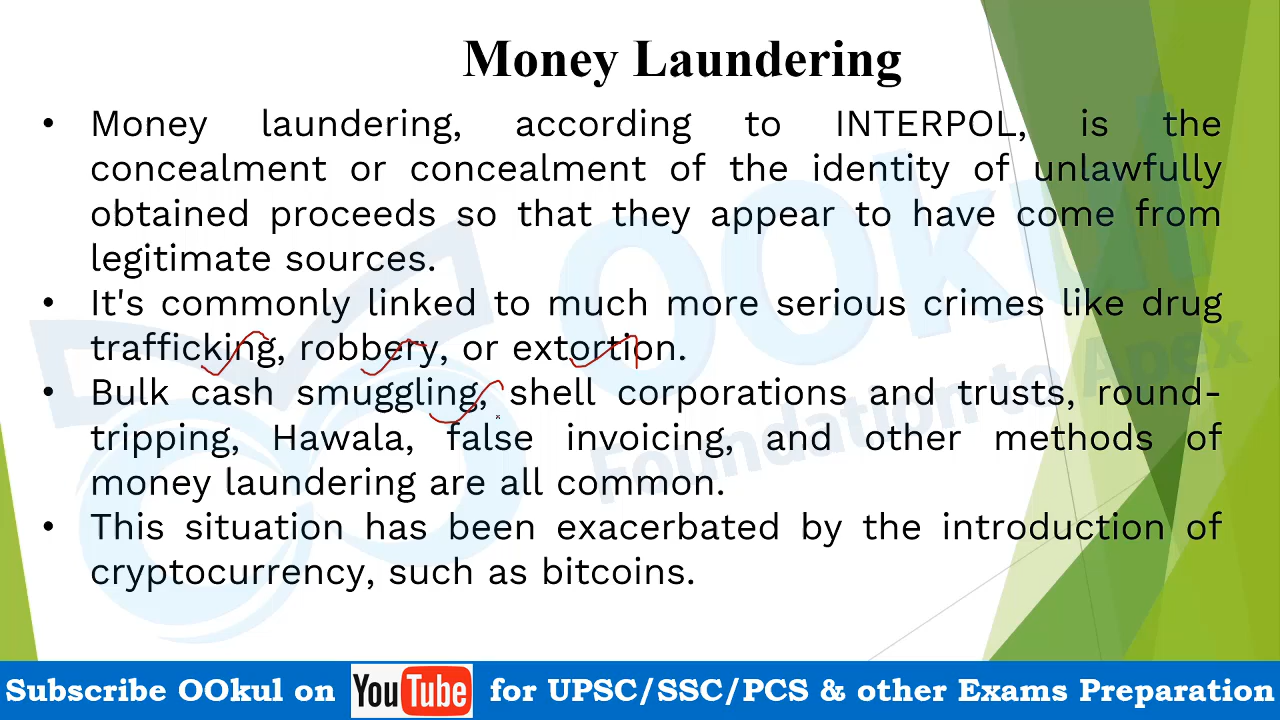 Money Laundering
• Money laundering, according to INTERPOL, is the
concealment or concealment of the identity of unlawfully
obtained proceeds so that they appear to have come from
legitimate sources.
• It's commonly linked to much more serious crimes like drug
trafficking, robbery, or extortion.
• Bulk cash smuggling, shell corporations and trusts, round-
tripping, Hawala, false invoicing, and other methods of
money laundering are all common.
• This situation has been exacerbated by the introduction of
cryptocurrency, such as bitcoins.
OOkul
Foundation to Apex
Subscribe OOkul on YouTube for UPSC/SSC/PCS & other Exams Preparation